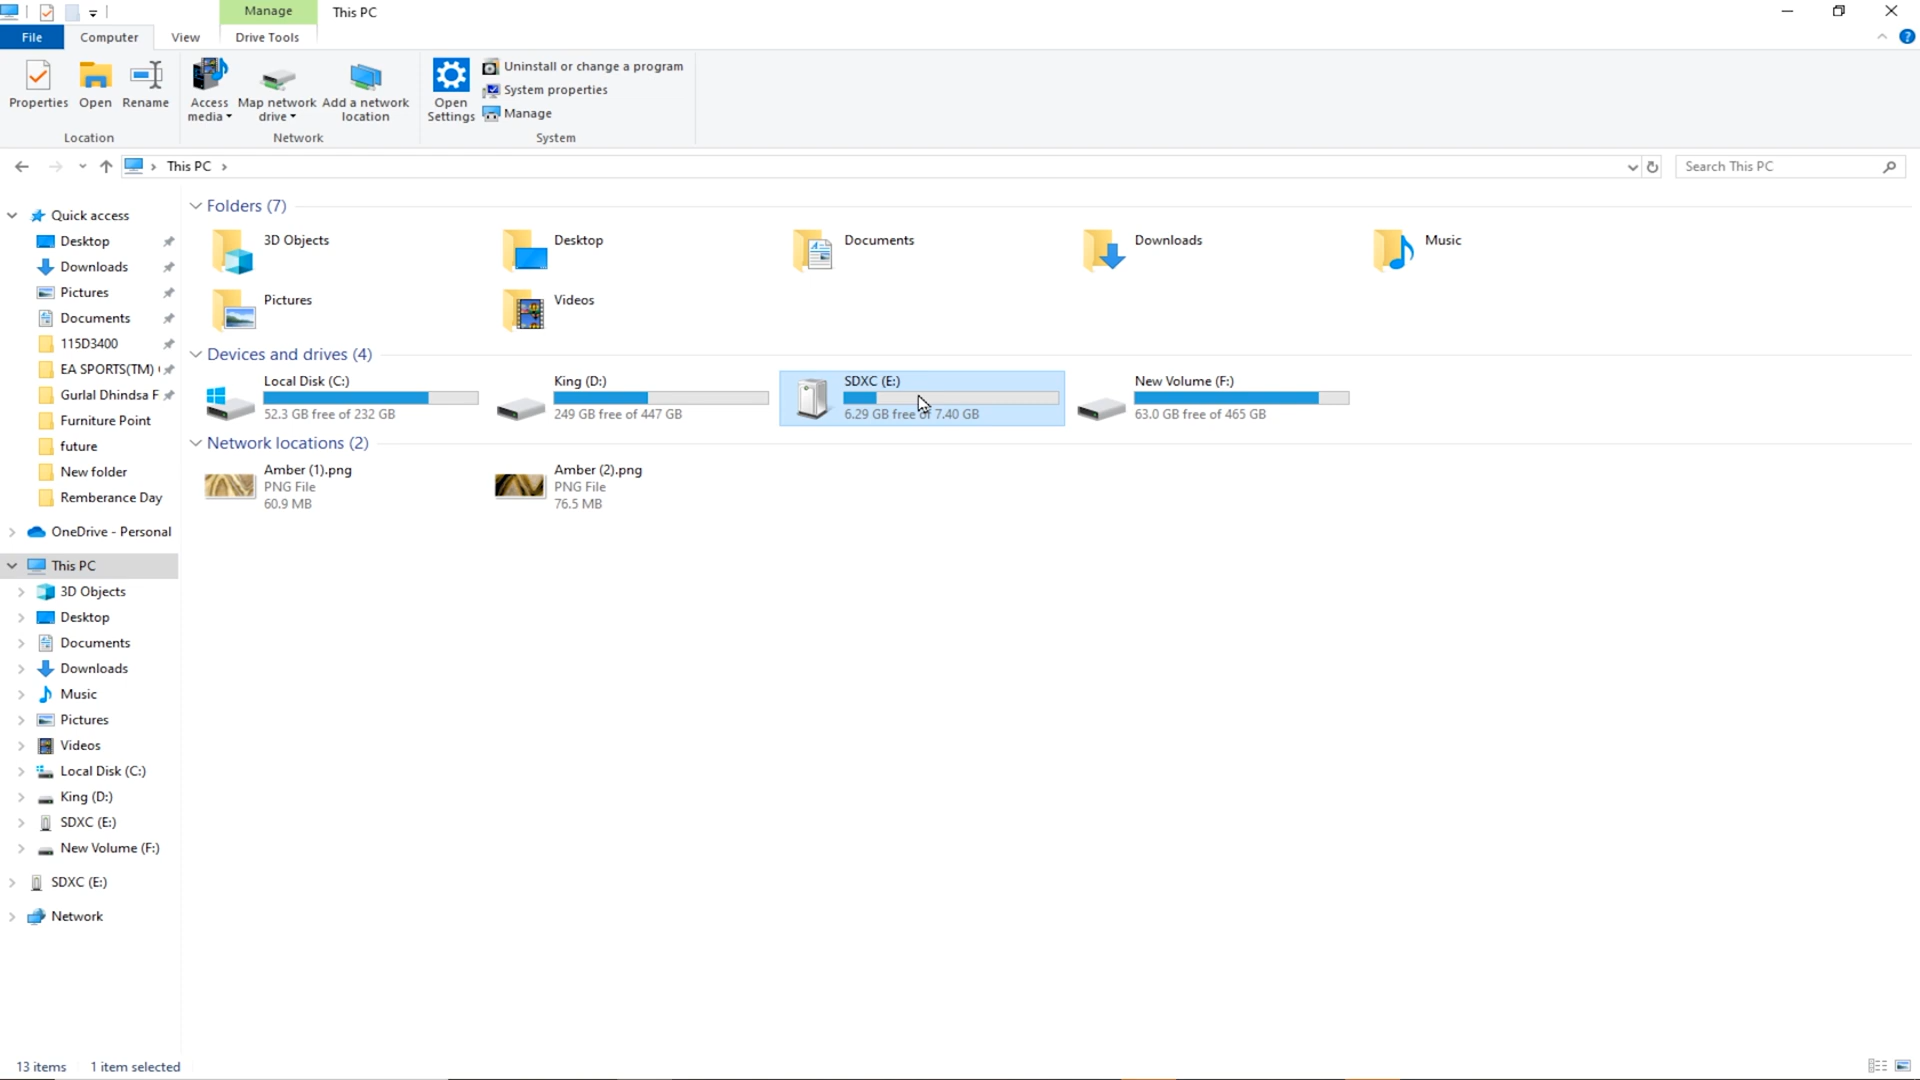 Manage This PC
File Computer View Drive Tools
Properties Open Rename Access media Map network drive Add a network location Open Settings Uninstall or change a program
System properties
Manage
Location Network System
This PC Search This PC
Quick access
Desktop
Downloads
Pictures
Documents
115D3400
EA SPORTS(TM)
Gurlal Dhindsa F
Furniture Point
future
New folder
Remberance Day
OneDrive - Personal
This PC
3D Objects
Desktop
Documents
Downloads
Music
Pictures
Videos
Local Disk (C:)
King (D:)
SDXC (E:)
New Volume (F:)
SDXC (E:)
Network
Folders (7)
3D Objects Desktop Documents Downloads Music
Pictures Videos
Devices and drives (4)
Local Disk (C:) King (D:) SDXC (E:) New Volume (F:)
52.3 GB free of 232 GB 249 GB free of 447 GB 6.29 GB free of 7.40 GB 63.0 GB free of 465 GB
Network locations (2)
Amber (1).png Amber (2).png
PNG File PNG File
60.9 MB 76.5 MB
13 items 1 item selected